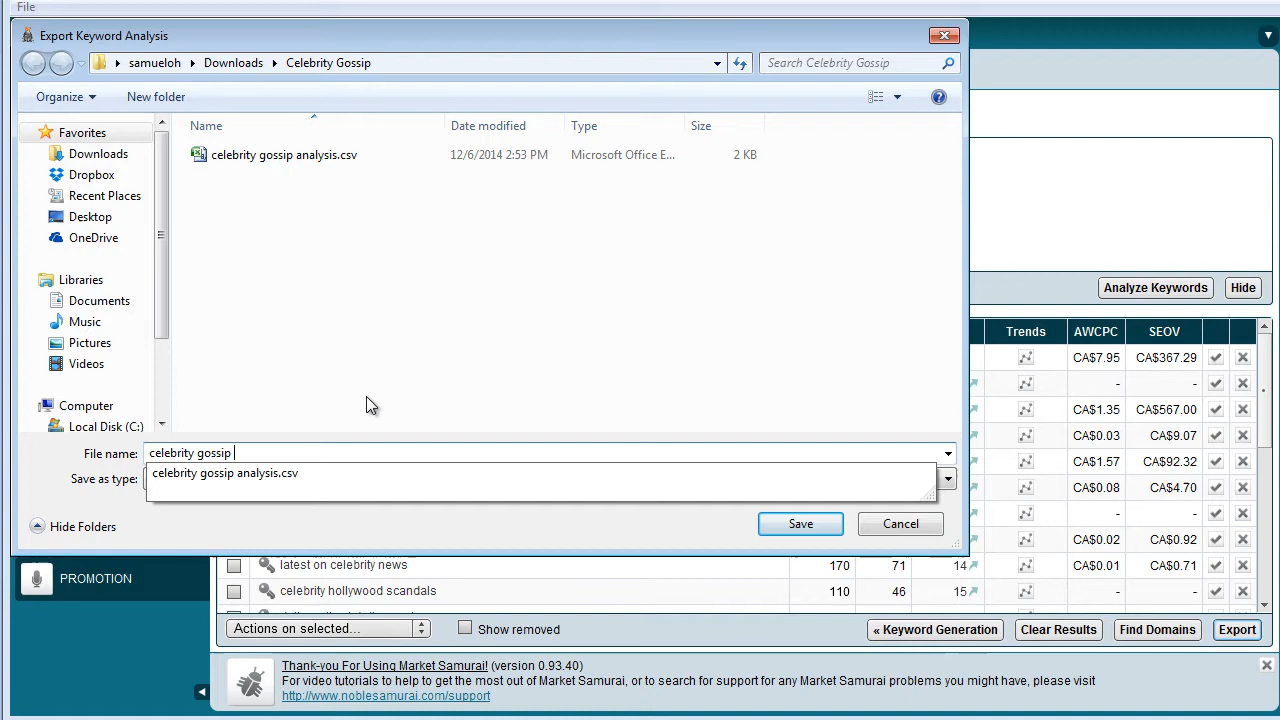 File
Export Keyword Analysis
samueloh Downloads Celebrity Gossip
Search Celebrity Gossip
Organize New folder
Name Date modified Type Size
Favorites
Downloads
Dropbox
Recent Places
Desktop
OneDrive
Libraries
Documents
Music
Pictures
Videos
Computer
Local Disk (C:)
celebrity gossip analysis.csv 12/6/2014 2:53 PM Microsoft Office E... 2 KB
File name: celebrity gossip
celebrity gossip analysis.csv
Save as type:
Hide Folders
Save Cancel
Analyze Keywords Hide
Trends AWCPC SEOV
CA$7.95 CA$367.29
- -
CA$1.35 CA$567.00
CA$0.03 CA$9.07
CA$1.57 CA$92.32
CA$0.08 CA$4.70
- -
CA$0.02 CA$0.92
latest on celebrity news 170 71 14 CA$0.01 CA$0.71
celebrity hollywood scandals 110 46 15 - -
PROMOTION
Actions on selected... Show removed « Keyword Generation Clear Results Find Domains Export
Thank-you For Using Market Samurai! (version 0.93.40)
For video tutorials to help to get the most out of Market Samurai, or to search for support for any Market Samurai problems you might have, please visit
http://www.noblesamurai.com/support